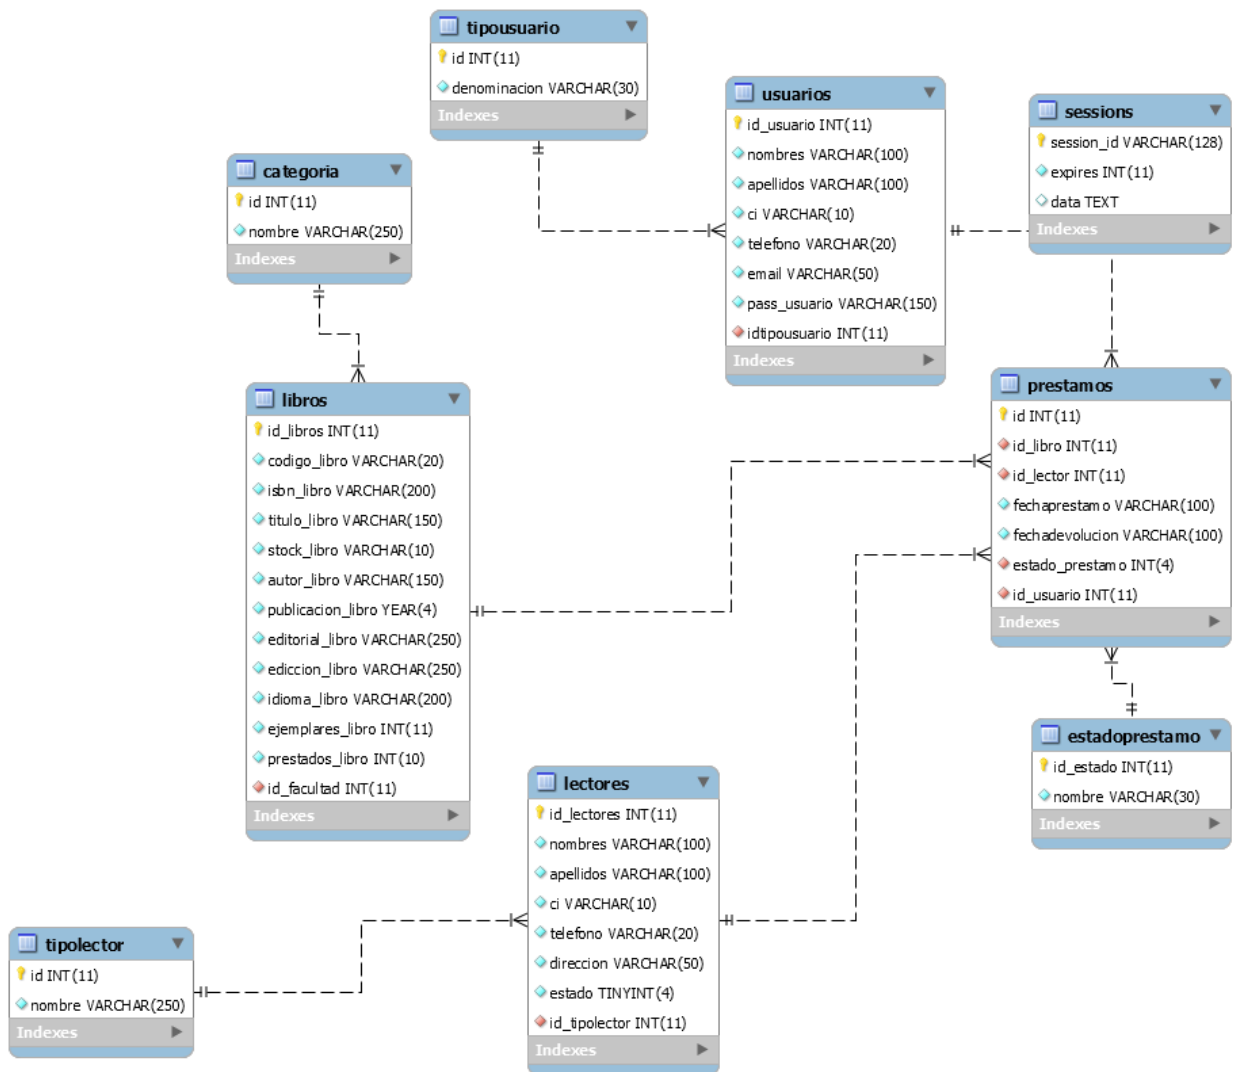 tipousuario
id INT(11)
denominacion VARCHAR(30)
Indexes
usuarios
id_usuario INT(11)
nombres VARCHAR(100)
apellidos VARCHAR(100)
ci VARCHAR(10)
telefono VARCHAR(20)
email VARCHAR(50)
pass_usuario VARCHAR(150)
idtipousuario INT(11)
Indexes
sessions
session_id VARCHAR(128)
expires INT(11)
data TEXT
Indexes
categoria
id INT(11)
nombre VARCHAR(250)
Indexes
libros
id_libros INT(11)
codigo_libro VARCHAR(20)
isbn_libro VARCHAR(200)
titulo_libro VARCHAR(150)
stock_libro VARCHAR(10)
autor_libro VARCHAR(150)
publicacion_libro YEAR(4)
editorial_libro VARCHAR(250)
ediccion_libro VARCHAR(250)
idioma_libro VARCHAR(200)
ejemplares_libro INT(11)
prestados_libro INT(10)
id_facultad INT(11)
Indexes
prestamos
id INT(11)
id_libro INT(11)
id_lector INT(11)
fechaprestamo VARCHAR(100)
fechadevolucion VARCHAR(100)
estado_prestamo INT(4)
id_usuario INT(11)
Indexes
estadoprestamo
id_estado INT(11)
nombre VARCHAR(30)
Indexes
lectores
id_lectores INT(11)
nombres VARCHAR(100)
apellidos VARCHAR(100)
ci VARCHAR(10)
telefono VARCHAR(20)
direccion VARCHAR(50)
estado TINYINT(4)
id_tipolector INT(11)
Indexes
tipolector
id INT(11)
nombre VARCHAR(250)
Indexes